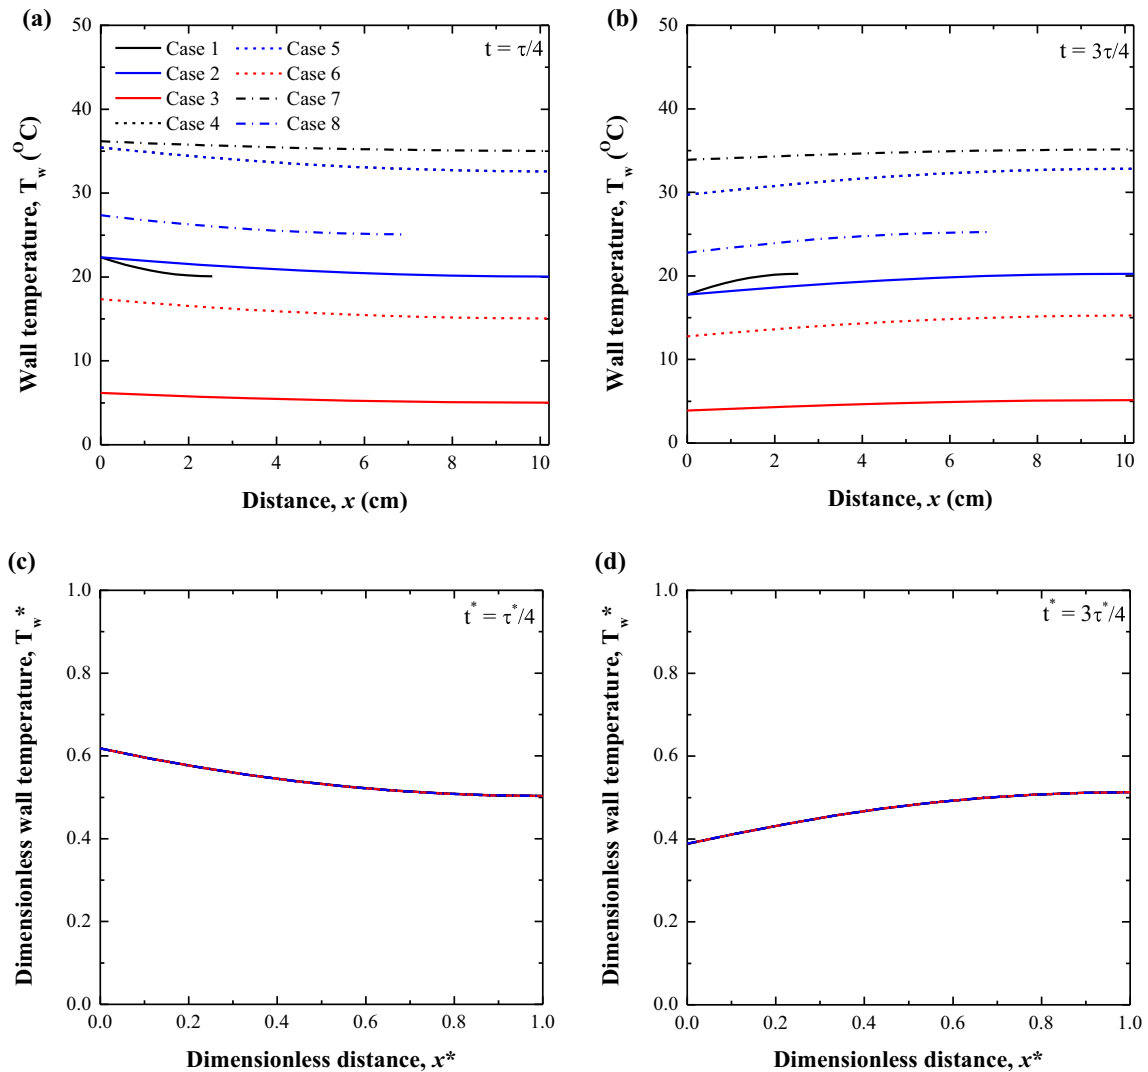 (a)
50
40
30
20
10
0
Wall temperature, T_w (°C)
Case 1
Case 2
Case 3
Case 4
Case 5
Case 6
Case 7
Case 8
t = τ/4
0 2 4 6 8 10
Distance, x (cm)
(b)
50
40
30
20
10
0
Wall temperature, T_w (°C)
t = 3τ/4
0 2 4 6 8 10
Distance, x (cm)
(c)
1.0
0.8
0.6
0.4
0.2
0.0
Dimensionless wall temperature, T_w*
t* = τ*/4
0.0 0.2 0.4 0.6 0.8 1.0
Dimensionless distance, x*
(d)
1.0
0.8
0.6
0.4
0.2
0.0
Dimensionless wall temperature, T_w*
t* = 3τ*/4
0.0 0.2 0.4 0.6 0.8 1.0
Dimensionless distance, x*